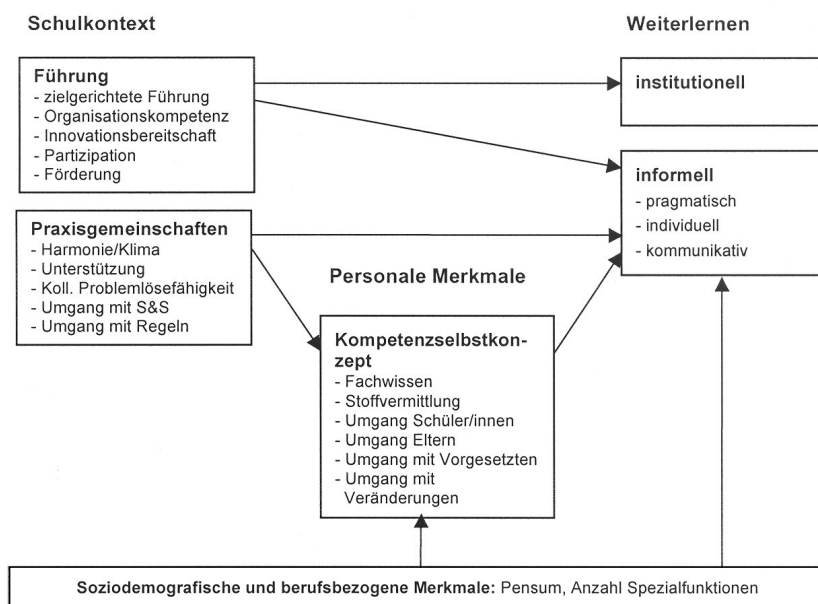 Schulkontext
Weiterlernen
Führung
- zielgerichtete Führung
- Organisationskompetenz
- Innovationsbereitschaft
- Partizipation
- Förderung
institutionell
informell
- pragmatisch
- individuell
- kommunikativ
Praxisgemeinschaften
- Harmonie/Klima
- Unterstützung
- Koll. Problemlösefähigkeit
- Umgang mit S&S
- Umgang mit Regeln
Personale Merkmale
Kompetenzselbstkon-
zept
- Fachwissen
- Stoffvermittlung
- Umgang Schüler/innen
- Umgang Eltern
- Umgang mit Vorgesetzten
- Umgang mit
Veränderungen
Soziodemografische und berufsbezogene Merkmale: Pensum, Anzahl Spezialfunktionen